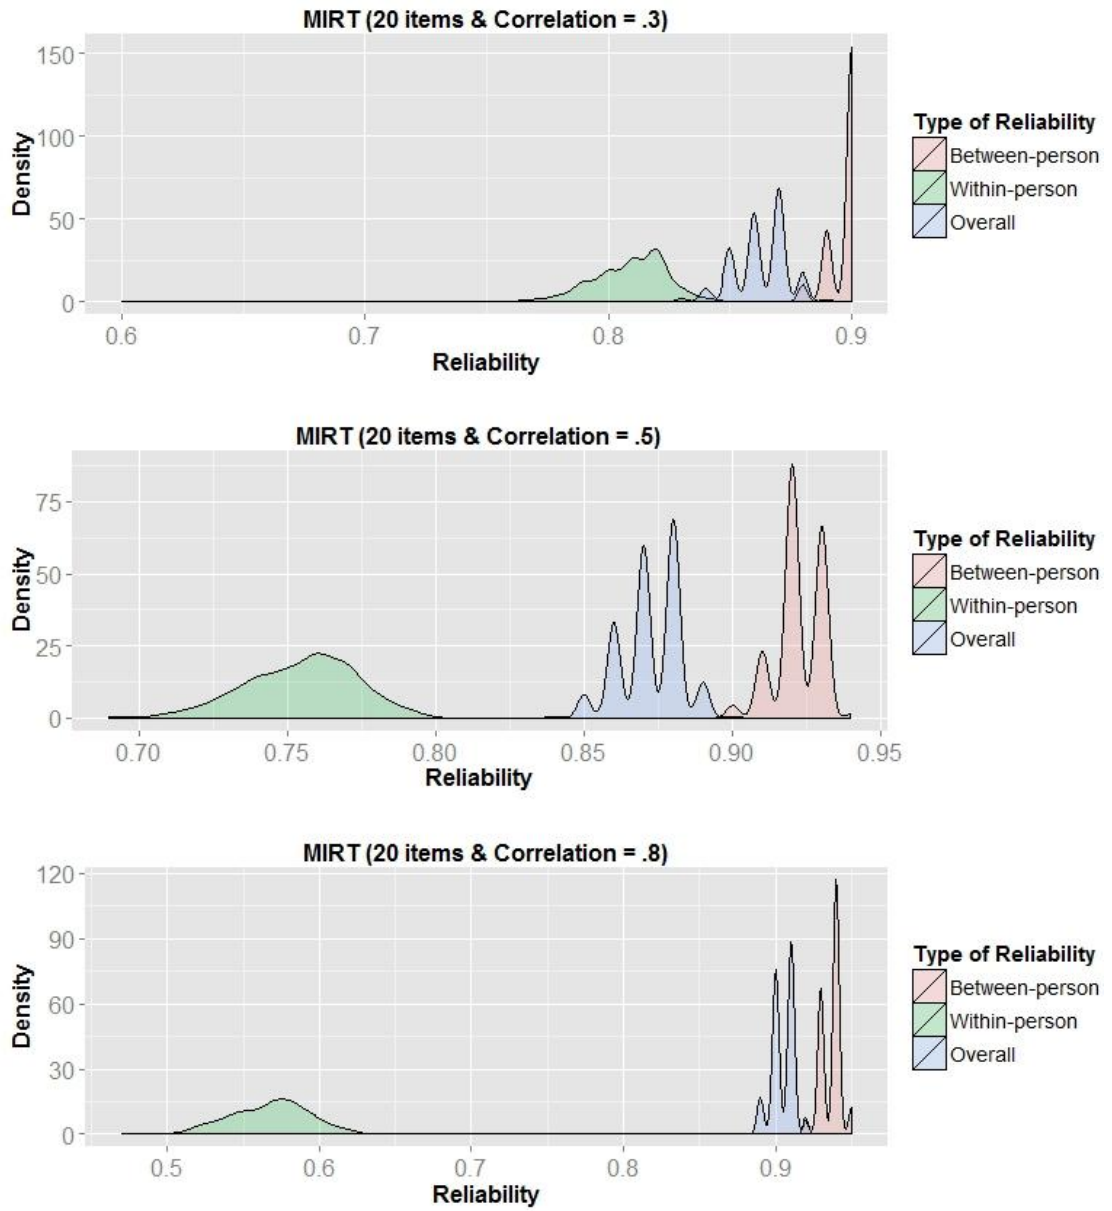 MIRT (20 items & Correlation = .3)
150
100
50
0
Density
0.6 0.7 0.8 0.9
Reliability
Type of Reliability
Between-person
Within-person
Overall
MIRT (20 items & Correlation = .5)
75
50
25
0
Density
0.70 0.75 0.80 0.85 0.90 0.95
Reliability
Type of Reliability
Between-person
Within-person
Overall
MIRT (20 items & Correlation = .8)
120
90
60
30
0
Density
0.5 0.6 0.7 0.8 0.9
Reliability
Type of Reliability
Between-person
Within-person
Overall